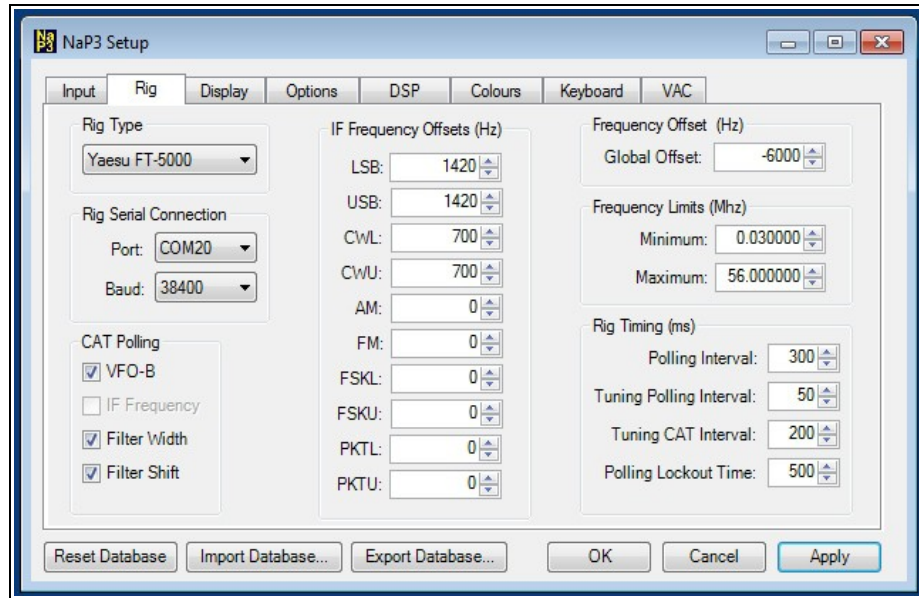 NaP3 Setup
Input Rig Display Options DSP Colours Keyboard VAC
Rig Type
Yaesu FT-5000
Rig Serial Connection
Port: COM20
Baud: 38400
CAT Polling
VFO-B
IF Frequency
Filter Width
Filter Shift
IF Frequency Offsets (Hz)
LSB: 1420
USB: 1420
CWL: 700
CWU: 700
AM: 0
FM: 0
FSKL: 0
FSKU: 0
PKTL: 0
PKTU: 0
Frequency Offset (Hz)
Global Offset: -6000
Frequency Limits (Mhz)
Minimum: 0.030000
Maximum: 56.000000
Rig Timing (ms)
Polling Interval: 300
Tuning Polling Interval: 50
Tuning CAT Interval: 200
Polling Lockout Time: 500
Reset Database Import Database... Export Database... OK Cancel Apply